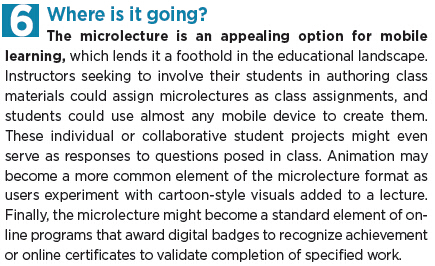 6 Where is it going?
The microlecture is an appealing option for mobile
learning, which lends it a foothold in the educational landscape.
Instructors seeking to involve their students in authoring class
materials could assign microlectures as class assignments, and
students could use almost any mobile device to create them.
These individual or collaborative student projects might even
serve as responses to questions posed in class. Animation may
become a more common element of the microlecture format as
users experiment with cartoon-style visuals added to a lecture.
Finally, the microlecture might become a standard element of on-
line programs that award digital badges to recognize achievement
or online certificates to validate completion of specified work.